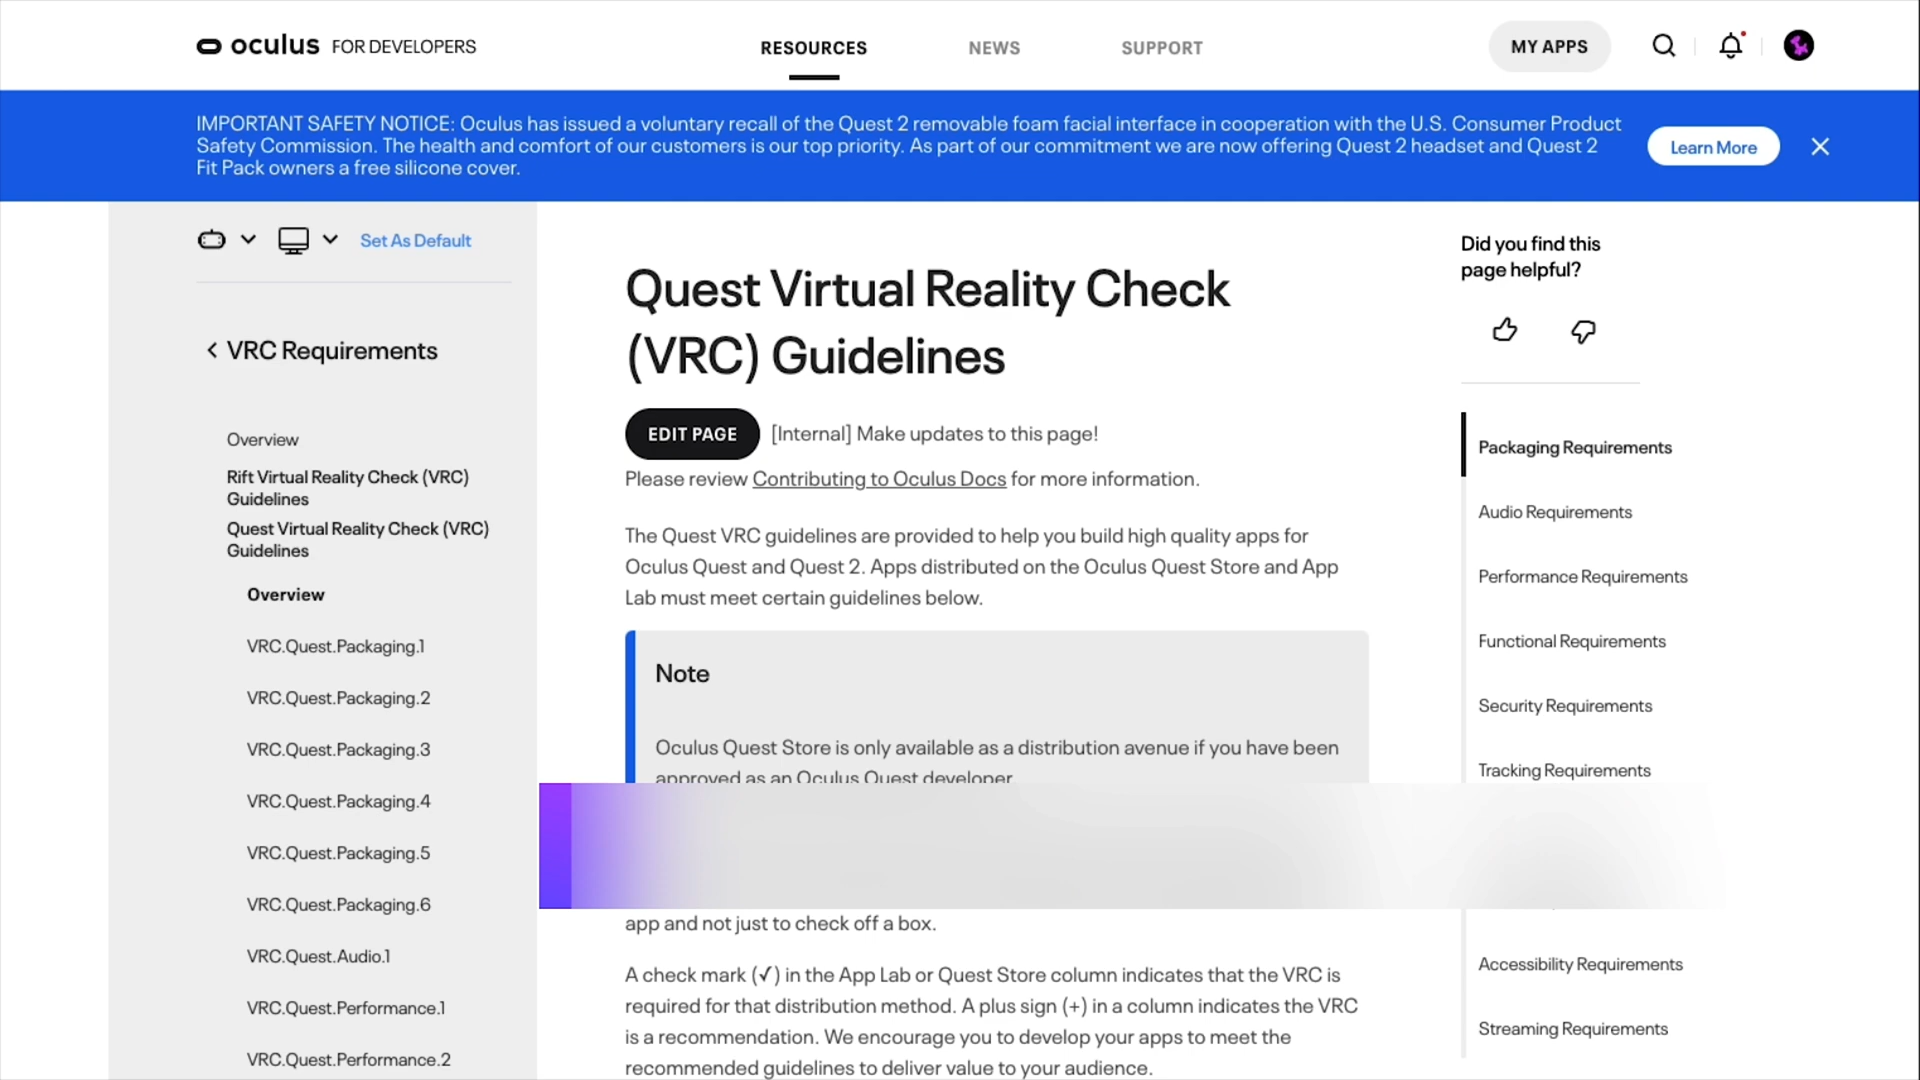 oculus FOR DEVELOPERS
RESOURCES
NEWS
SUPPORT
MY APPS
IMPORTANT SAFETY NOTICE: Oculus has issued a voluntary recall of the Quest 2 removable foam facial interface in cooperation with the U.S. Consumer Product
Safety Commission. The health and comfort of our customers is our top priority. As part of our commitment we are now offering Quest 2 headset and Quest 2
Fit Pack owners a free silicone cover.
Learn More
Set As Default
VRC Requirements
Overview
Rift Virtual Reality Check (VRC)
Guidelines
Quest Virtual Reality Check (VRC)
Guidelines
Overview
VRC.Quest.Packaging.1
VRC.Quest.Packaging.2
VRC.Quest.Packaging.3
VRC.Quest.Packaging.4
VRC.Quest.Packaging.5
VRC.Quest.Packaging.6
VRC.Quest.Audio.1
VRC.Quest.Performance.1
VRC.Quest.Performance.2
Quest Virtual Reality Check
(VRC) Guidelines
EDIT PAGE [Internal] Make updates to this page!
Please review Contributing to Oculus Docs for more information.
The Quest VRC guidelines are provided to help you build high quality apps for
Oculus Quest and Quest 2. Apps distributed on the Oculus Quest Store and App
Lab must meet certain guidelines below.
Note
Oculus Quest Store is only available as a distribution avenue if you have been
approved as an Oculus Quest developer.
app and not just to check off a box.
A check mark (✓) in the App Lab or Quest Store column indicates that the VRC is
required for that distribution method. A plus sign (+) in a column indicates the VRC
is a recommendation. We encourage you to develop your apps to meet the
recommended guidelines to deliver value to your audience.
Did you find this
page helpful?
Packaging Requirements
Audio Requirements
Performance Requirements
Functional Requirements
Security Requirements
Tracking Requirements
Accessibility Requirements
Streaming Requirements